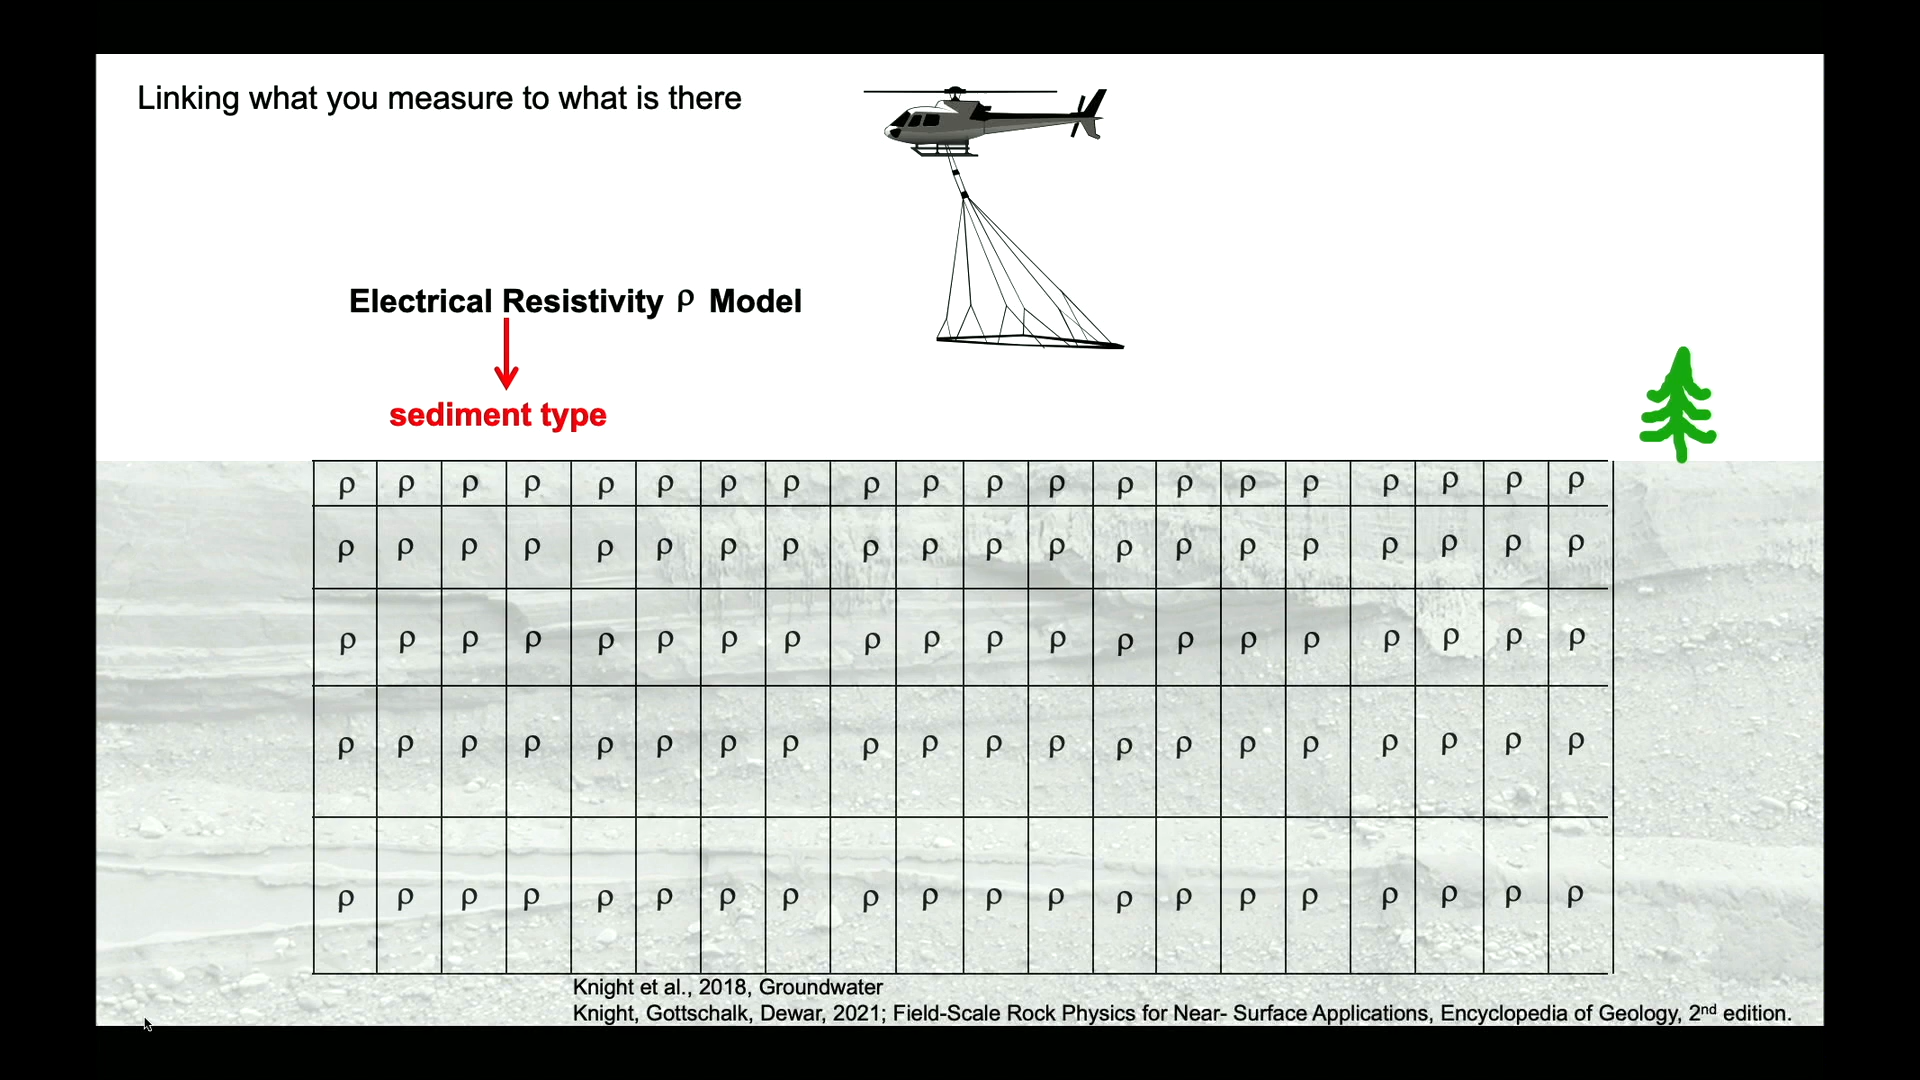 Linking what you measure to what is there
Electrical Resistivity ρ Model
sediment type
ρ ρ ρ ρ ρ ρ ρ ρ ρ ρ ρ ρ ρ ρ ρ ρ ρ ρ ρ ρ
ρ ρ ρ ρ ρ ρ ρ ρ ρ ρ ρ ρ ρ ρ ρ ρ ρ ρ ρ ρ
ρ ρ ρ ρ ρ ρ ρ ρ ρ ρ ρ ρ ρ ρ ρ ρ ρ ρ ρ ρ
ρ ρ ρ ρ ρ ρ ρ ρ ρ ρ ρ ρ ρ ρ ρ ρ ρ ρ ρ ρ
ρ ρ ρ ρ ρ ρ ρ ρ ρ ρ ρ ρ ρ ρ ρ ρ ρ ρ ρ ρ
Knight et al., 2018, Groundwater
Knight, Gottschalk, Dewar, 2021; Field-Scale Rock Physics for Near- Surface Applications, Encyclopedia of Geology, 2nd edition.